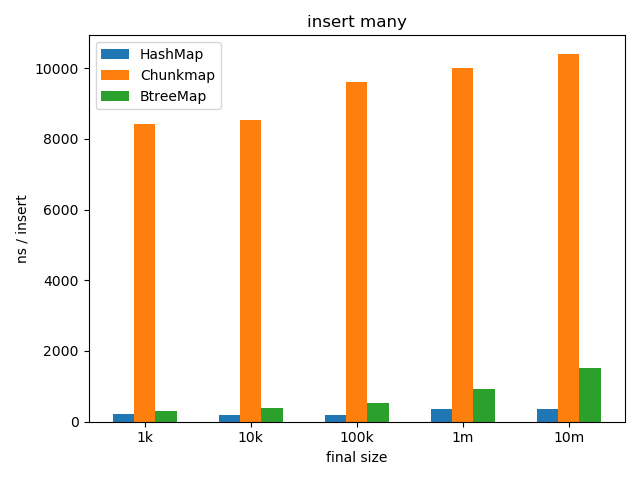 insert many
HashMap
Chunkmap
BtreeMap
ns / insert
10000
8000
6000
4000
2000
0
1k 10k 100k 1m 10m
final size